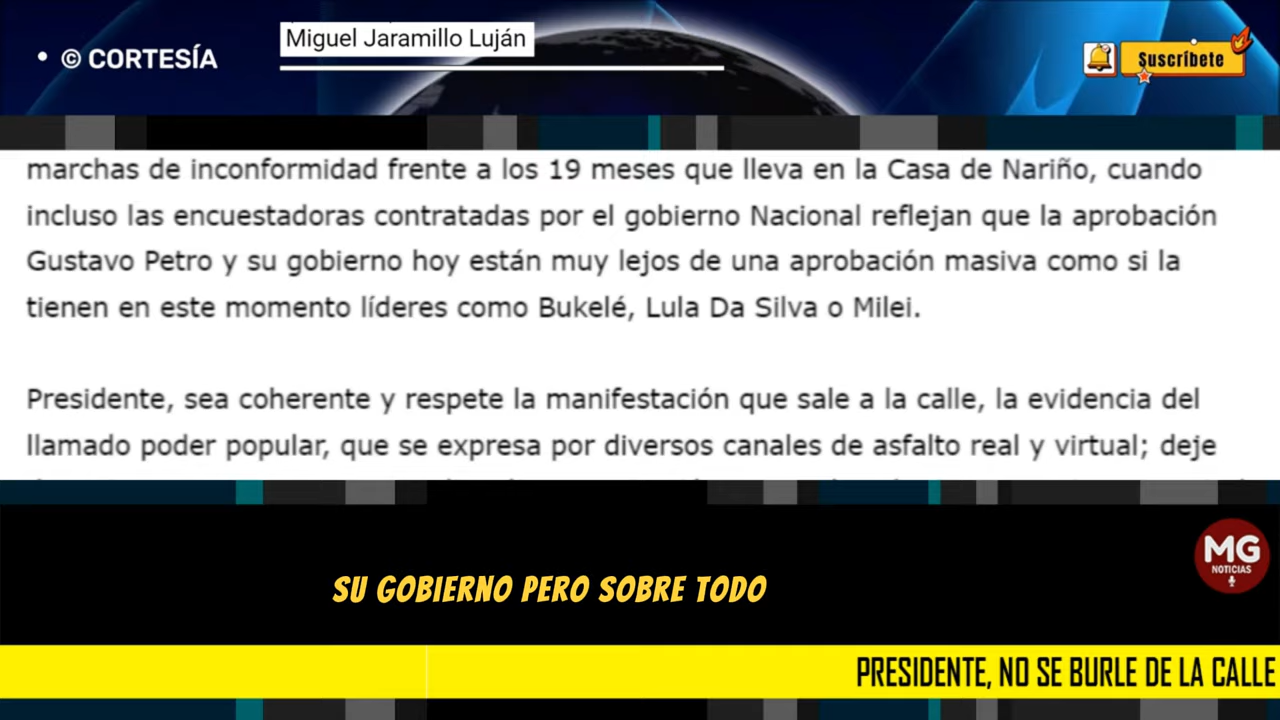 • © CORTESÍA
Miguel Jaramillo Luján
Suscríbete
marchas de inconformidad frente a los 19 meses que lleva en la Casa de Nariño, cuando
incluso las encuestadoras contratadas por el gobierno Nacional reflejan que la aprobación
Gustavo Petro y su gobierno hoy están muy lejos de una aprobación masiva como si la
tienen en este momento líderes como Bukelé, Lula Da Silva o Milei.
Presidente, sea coherente y respete la manifestación que sale a la calle, la evidencia del
llamado poder popular, que se expresa por diversos canales de asfalto real y virtual; deje
MG
NOTICIAS
SU GOBIERNO PERO SOBRE TODO
PRESIDENTE, NO SE BURLE DE LA CALLE